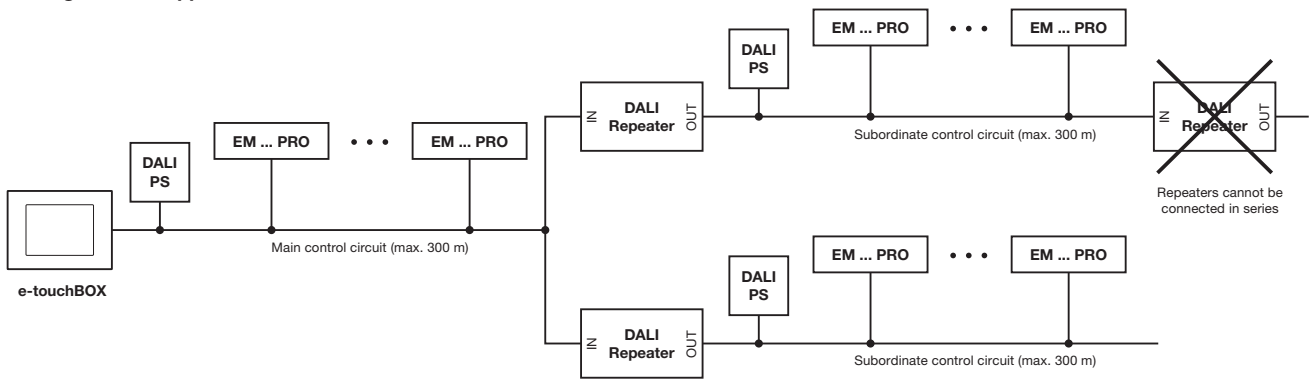 EM ... PRO • • • EM ... PRO
DALI
PS
IN
DALI
Repeater
OUT
Subordinate control circuit (max. 300 m)
IN
DALI
Repeater
OUT
Repeaters cannot be
connected in series
EM ... PRO • • • EM ... PRO
DALI
PS
Main control circuit (max. 300 m)
e-touchBOX
EM ... PRO • • • EM ... PRO
DALI
PS
IN
DALI
Repeater
OUT
Subordinate control circuit (max. 300 m)